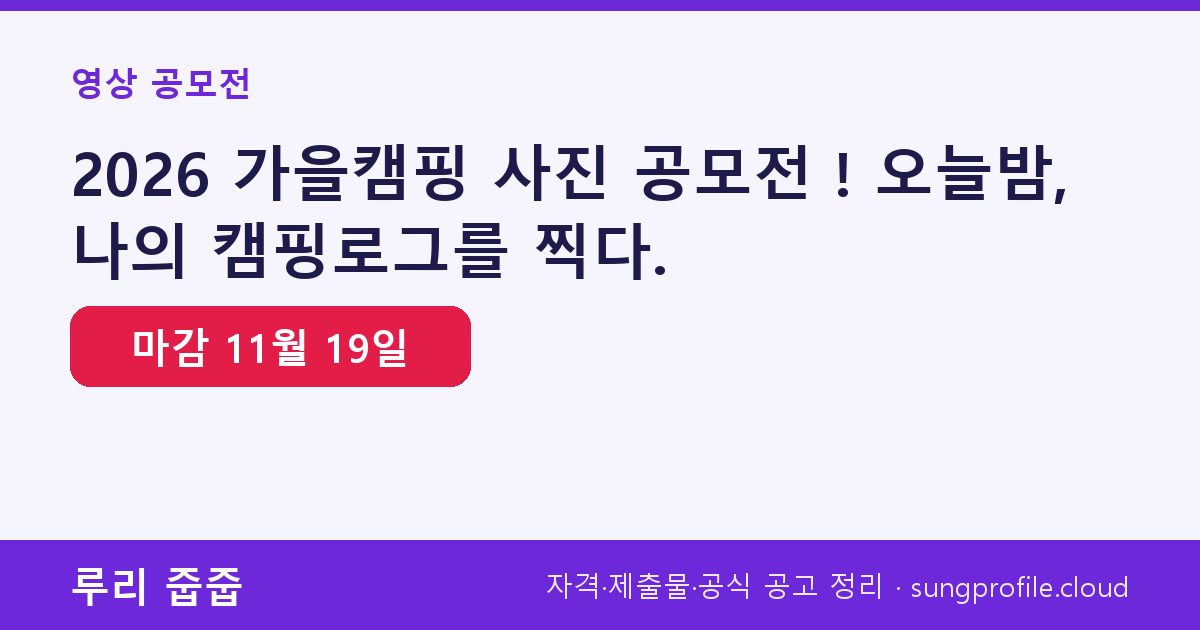 영상 공모전
2026 가을캠핑 사진 공모전 ! 오늘밤,
나의 캠핑로그를 찍다.
마감 11월 19일
루리 줍줍
자격·제출물·공식 공고 정리 · sungprofile.cloud